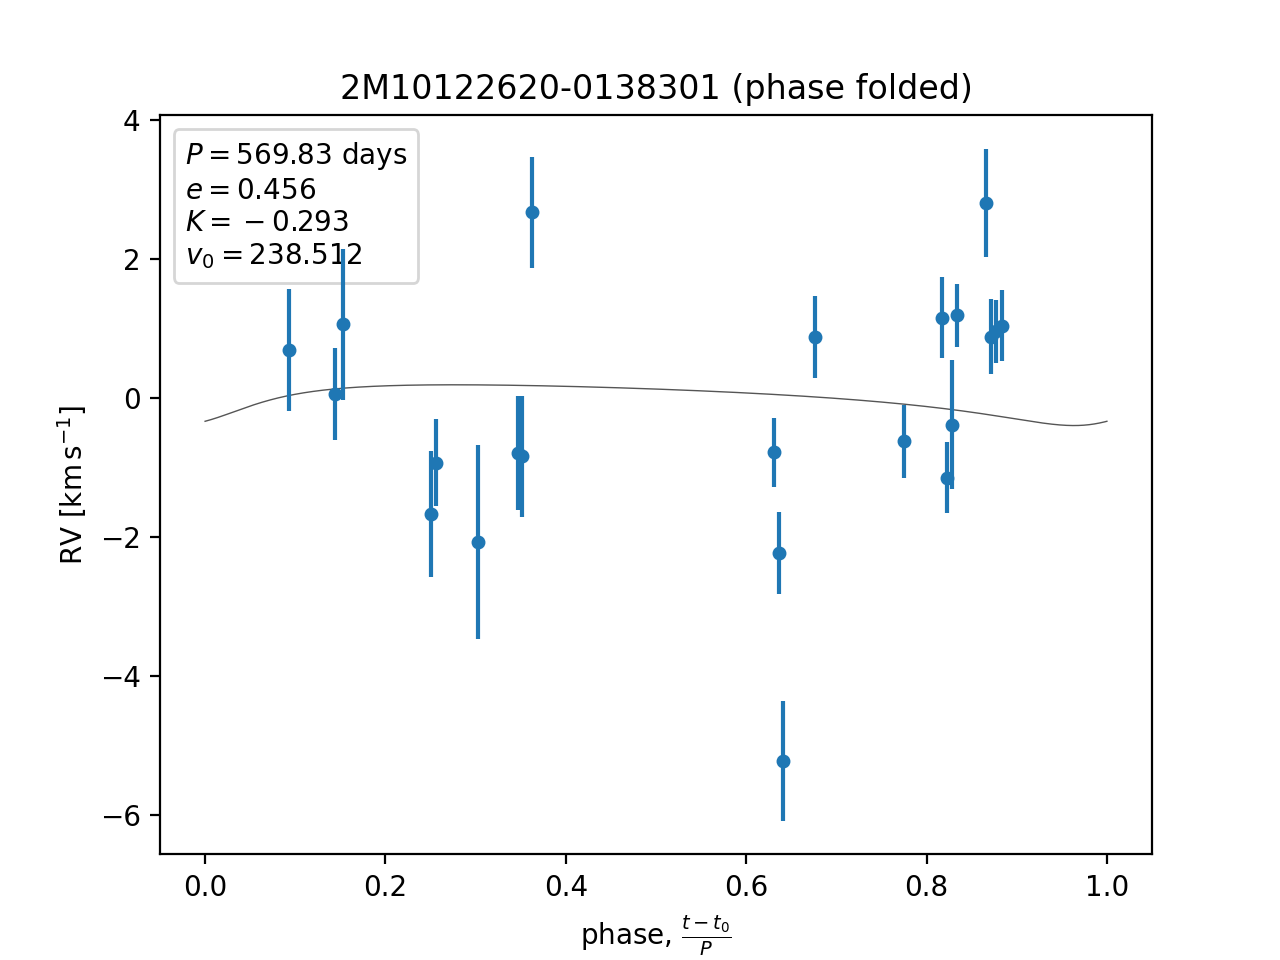 2M10122620-0138301 (phase folded)
P = 569.83 days
e = 0.456
K = −0.293
v₀ = 238.512
4
2
0
−2
−4
−6
RV [km s⁻¹]
0.0 0.2 0.4 0.6 0.8 1.0
phase, (t − t₀)/P